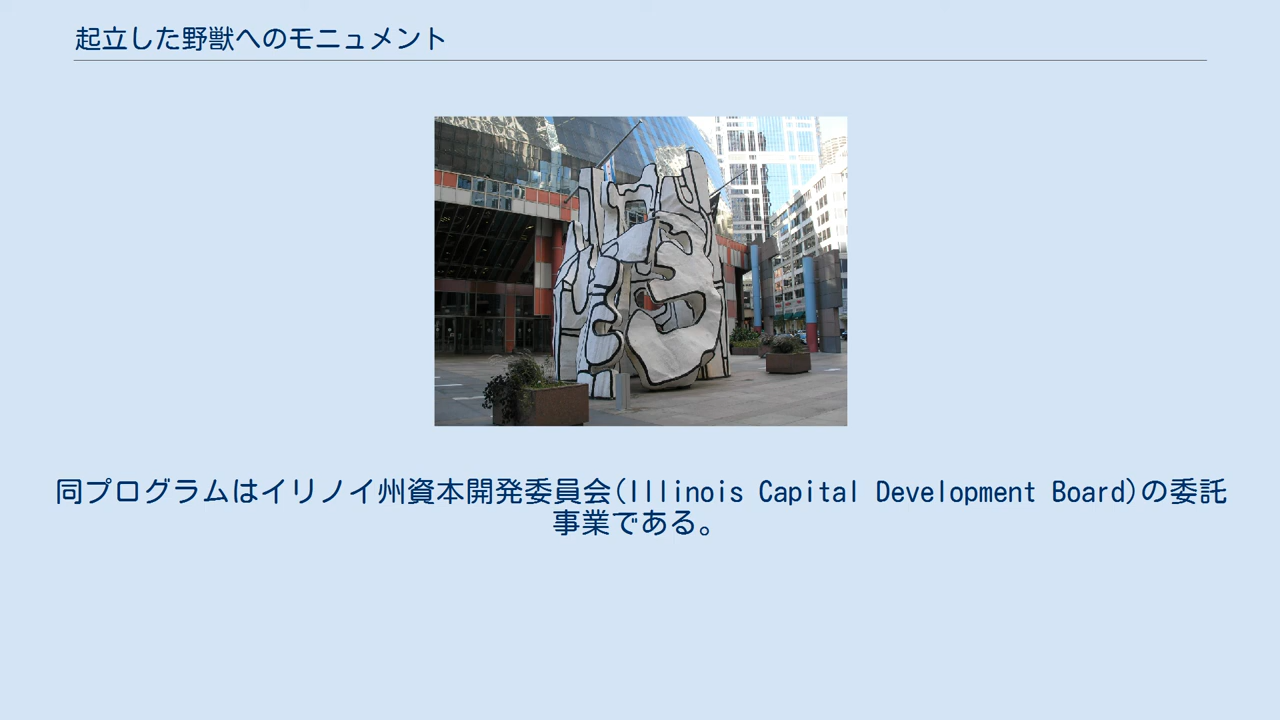 起立した野獣へのモニュメント
同プログラムはイリノイ州資本開発委員会(Illinois Capital Development Board)の委託
事業である。